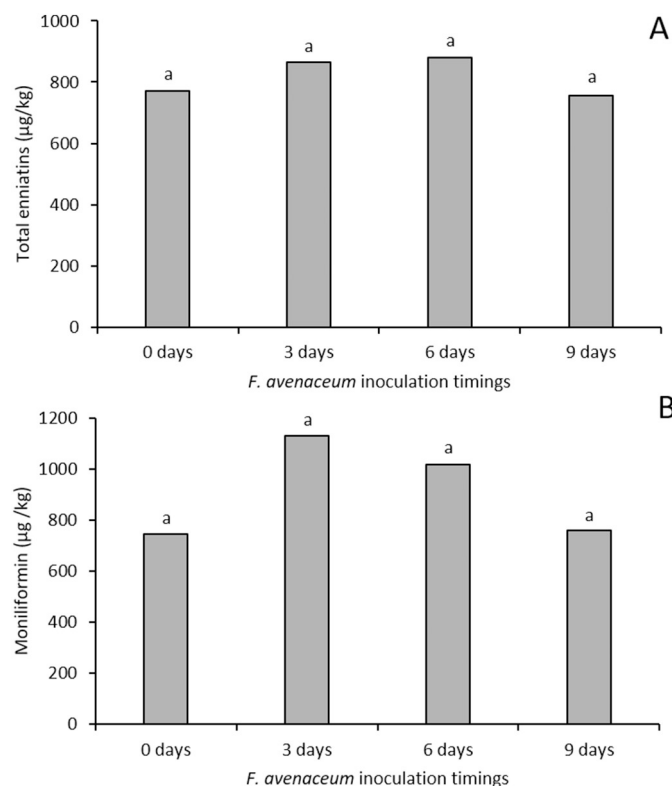 A
1000
800
600
400
200
0
Total enniatins (µg/kg)
a
a
a
a
0 days
3 days
6 days
9 days
F. avenaceum inoculation timings
B
1200
1000
800
600
400
200
0
Moniliformin (µg /kg)
a
a
a
a
0 days
3 days
6 days
9 days
F. avenaceum inoculation timings